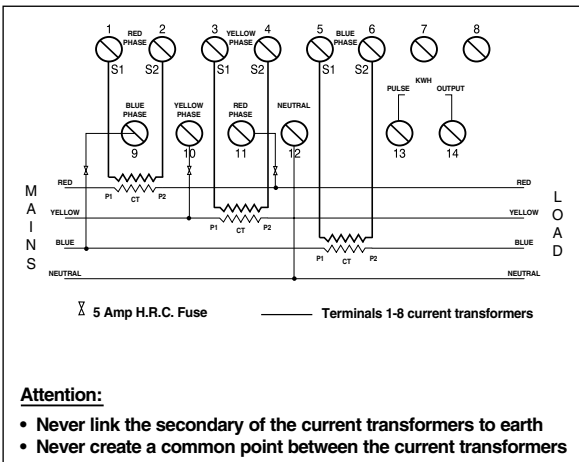 1 2 3 4 5 6 7 8
RED PHASE YELLOW PHASE BLUE PHASE
S1 S2 S1 S2 S1 S2
KWH
PULSE OUTPUT
BLUE PHASE YELLOW PHASE RED PHASE NEUTRAL
9 10 11 12 13 14
MAINS
LOAD
RED RED
P1 CT P2
YELLOW YELLOW
P1 CT P2
BLUE BLUE
P1 CT P2
NEUTRAL NEUTRAL
5 Amp H.R.C. Fuse Terminals 1-8 current transformers
Attention:
• Never link the secondary of the current transformers to earth
• Never create a common point between the current transformers